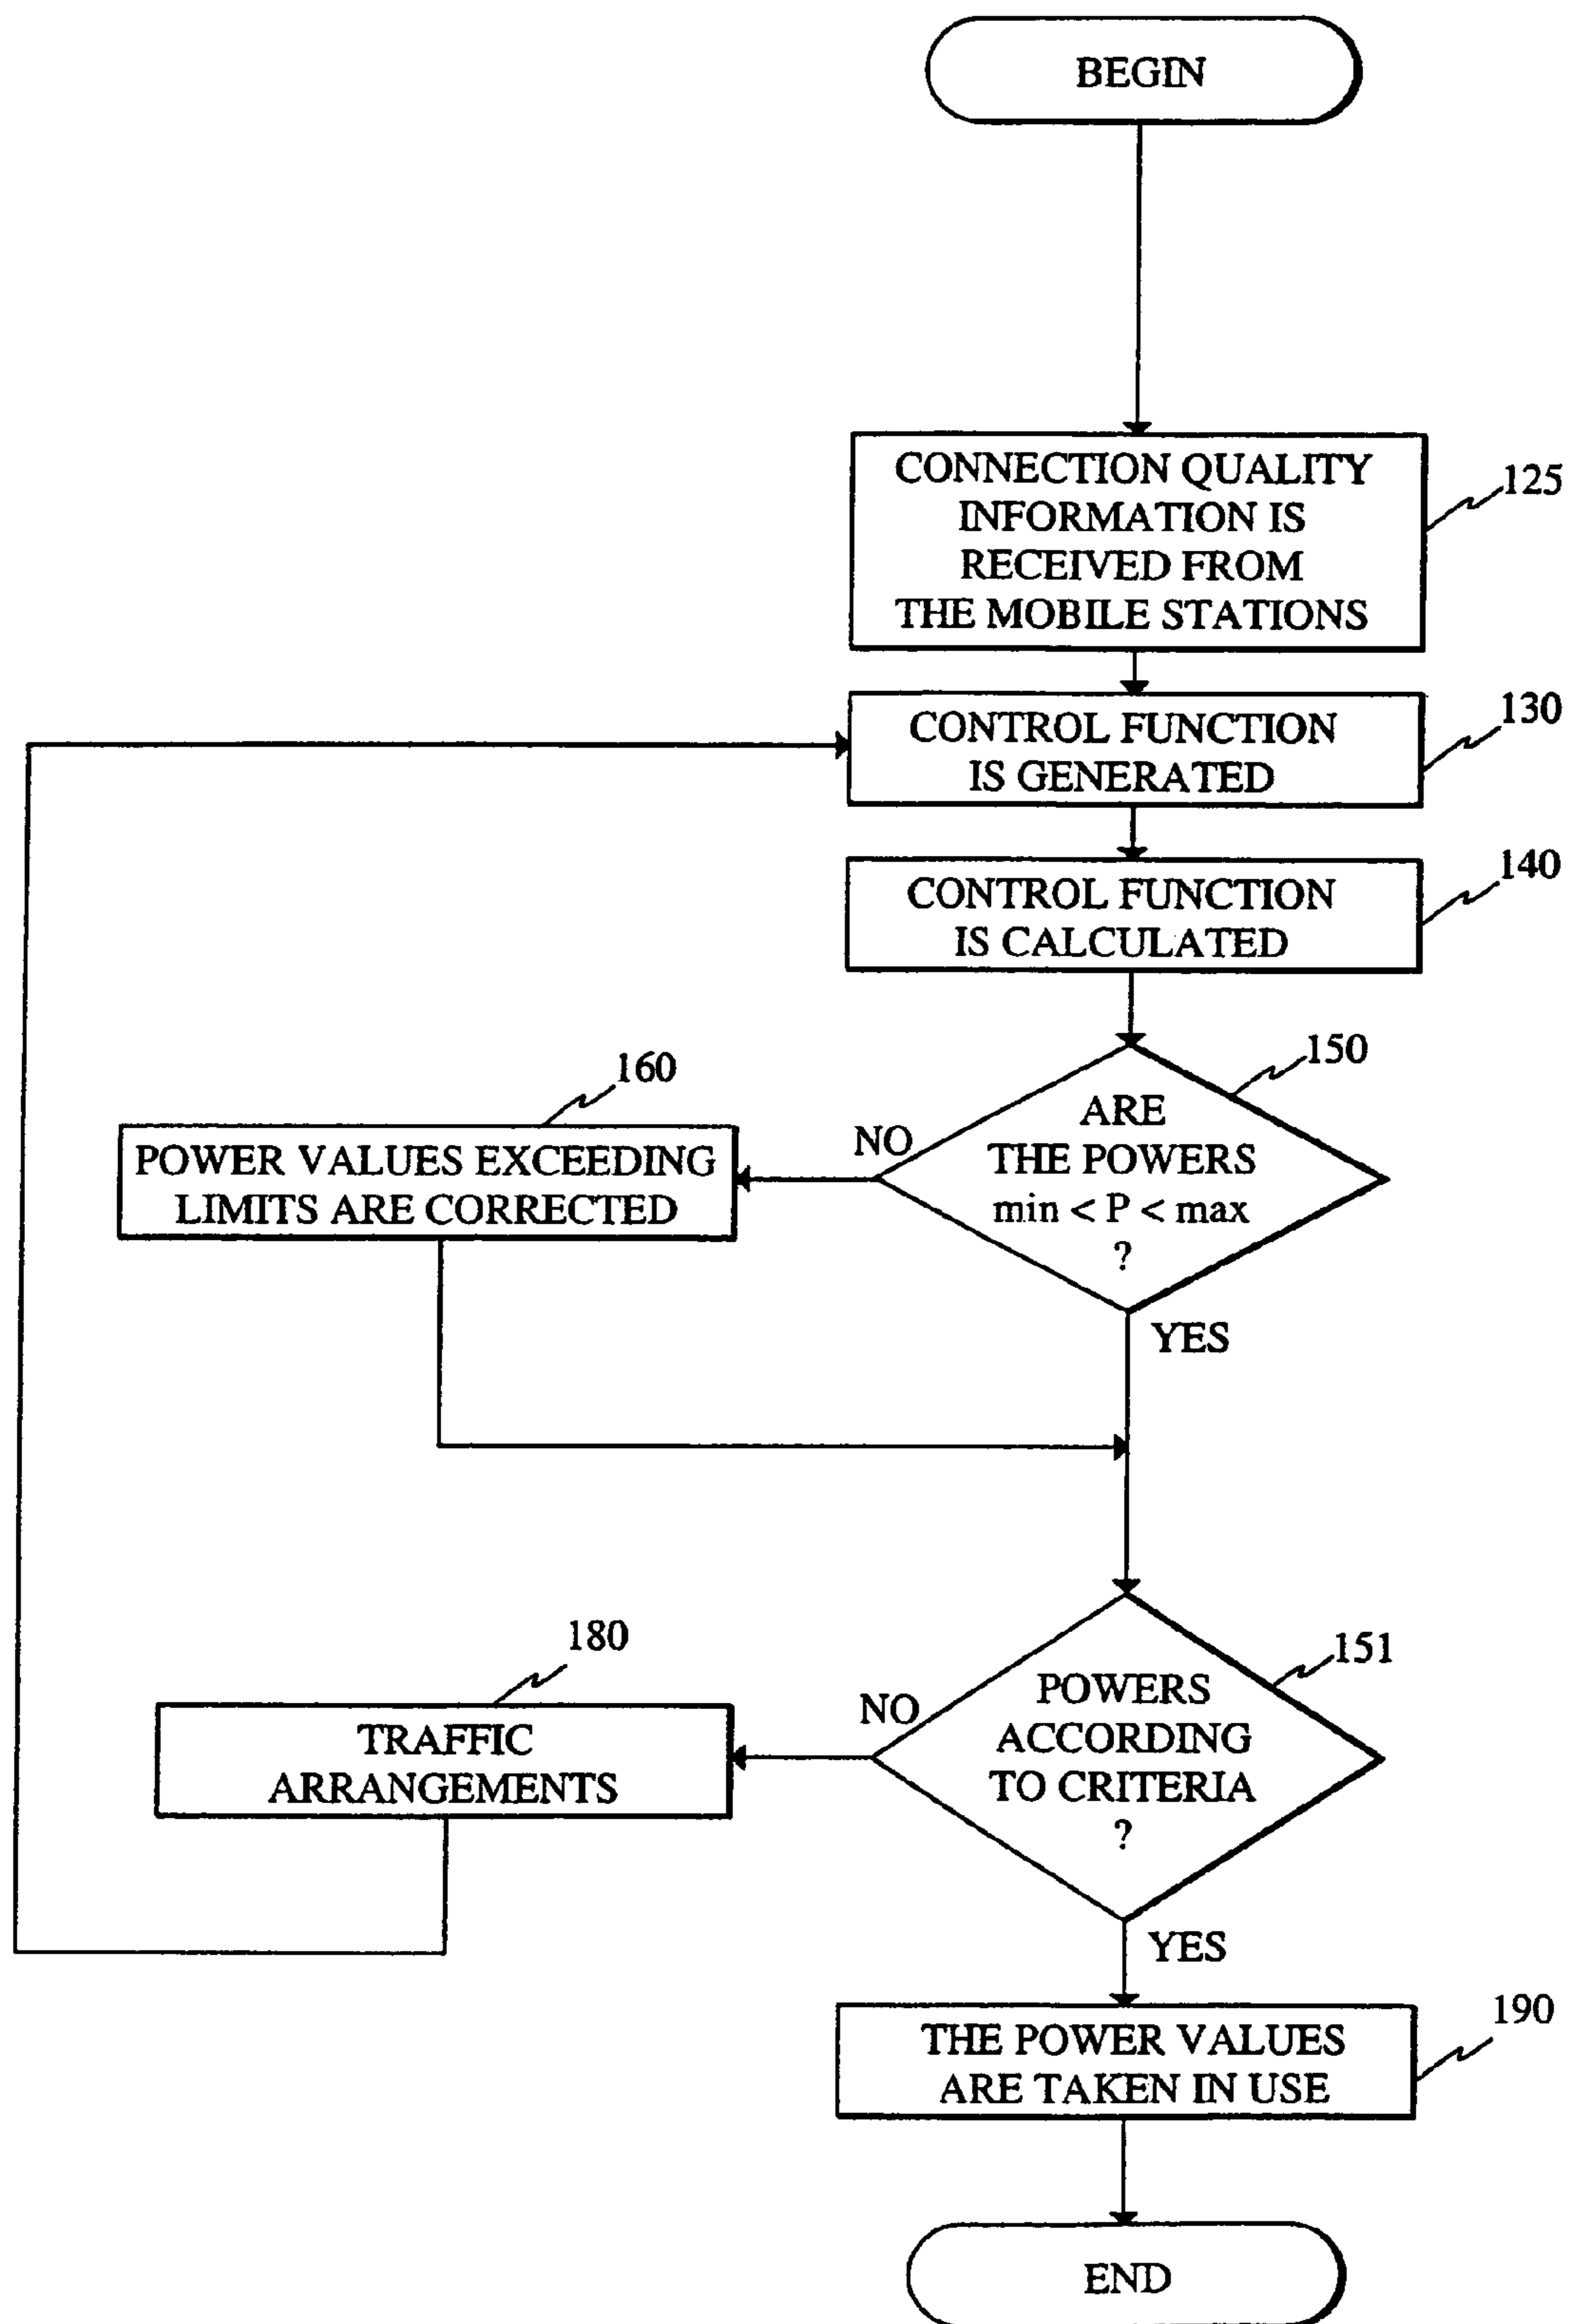 BEGIN
CONNECTION QUALITY
INFORMATION IS
RECEIVED FROM
THE MOBILE STATIONS
125
CONTROL FUNCTION
IS GENERATED
130
CONTROL FUNCTION
IS CALCULATED
140
ARE
THE POWERS
min < P < max
?
150
NO
YES
160
POWER VALUES EXCEEDING
LIMITS ARE CORRECTED
POWERS
ACCORDING
TO CRITERIA
?
151
NO
YES
180
TRAFFIC
ARRANGEMENTS
THE POWER VALUES
ARE TAKEN IN USE
190
END